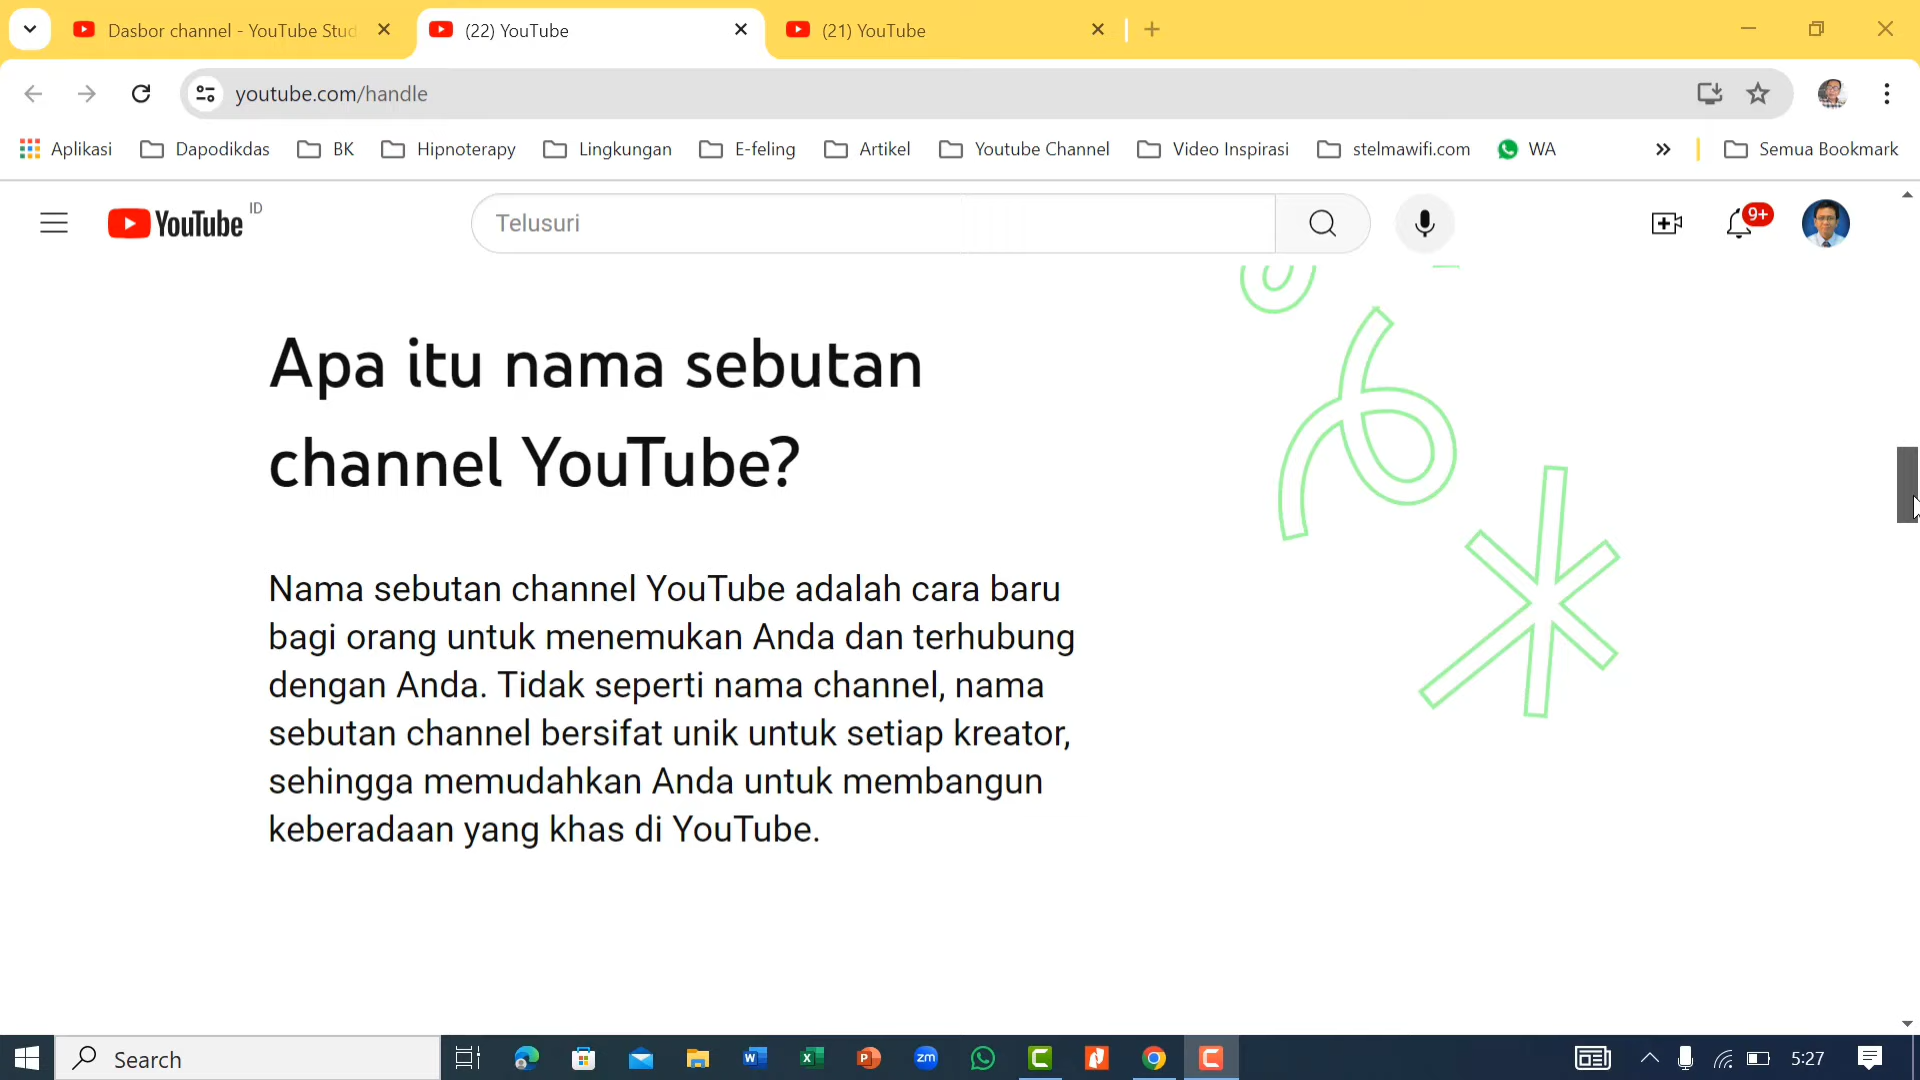 Dasbor channel - YouTube Stud
(22) YouTube
(21) YouTube
youtube.com/handle
Aplikasi
Dapodikdas
BK
Hipnoterapy
Lingkungan
E-feling
Artikel
Youtube Channel
Video Inspirasi
stelmawifi.com
WA
Semua Bookmark
YouTube ID
Telusuri
9+
Apa itu nama sebutan
channel YouTube?
Nama sebutan channel YouTube adalah cara baru
bagi orang untuk menemukan Anda dan terhubung
dengan Anda. Tidak seperti nama channel, nama
sebutan channel bersifat unik untuk setiap kreator,
sehingga memudahkan Anda untuk membangun
keberadaan yang khas di YouTube.
Search
zm
5:27